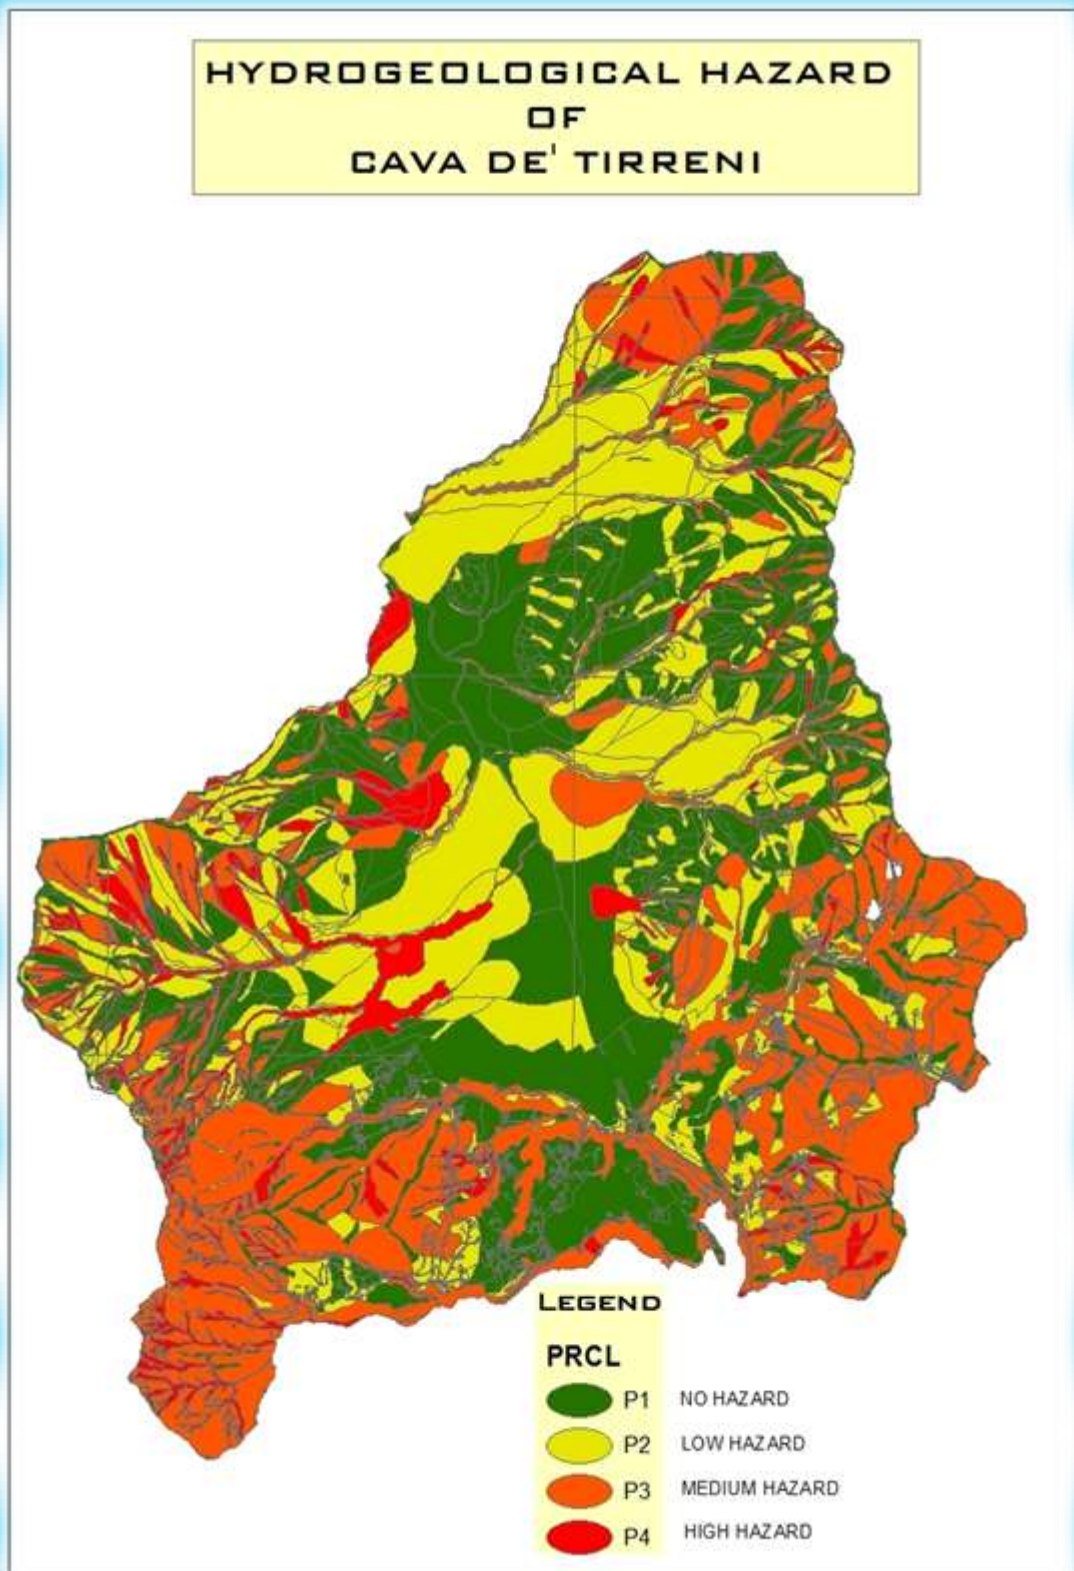 HYDROGEOLOGICAL HAZARD
OF
CAVA DE' TIRRENI
LEGEND
PRCL
P1 NO HAZARD
P2 LOW HAZARD
P3 MEDIUM HAZARD
P4 HIGH HAZARD